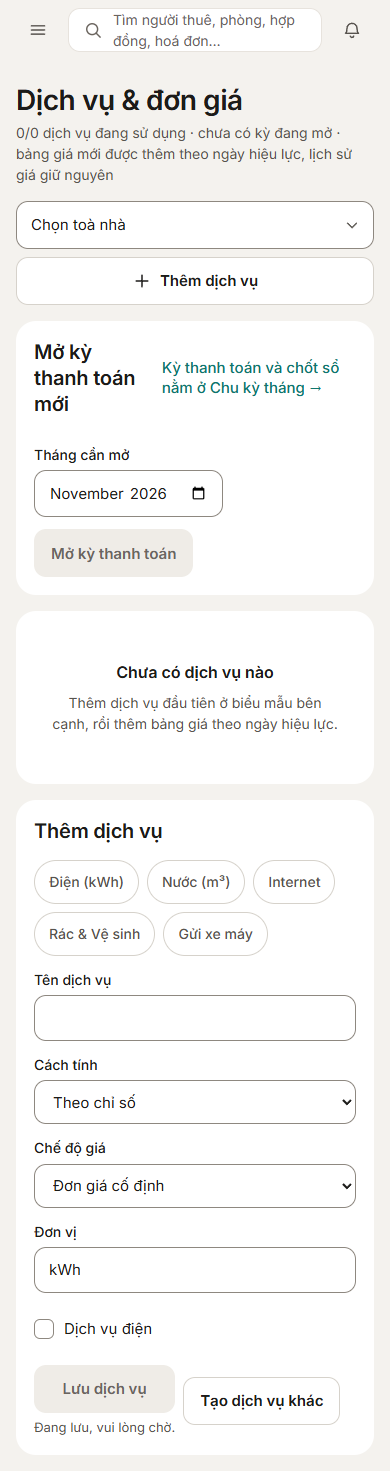 Tìm người thuê, phòng, hợp
đồng, hoá đơn...
Dịch vụ & đơn giá
0/0 dịch vụ đang sử dụng · chưa có kỳ đang mở ·
bảng giá mới được thêm theo ngày hiệu lực, lịch sử
giá giữ nguyên
Chọn toà nhà
Thêm dịch vụ
Mở kỳ
thanh toán
mới
Kỳ thanh toán và chốt sổ
nằm ở Chu kỳ tháng →
Tháng cần mở
November 2026
Mở kỳ thanh toán
Chưa có dịch vụ nào
Thêm dịch vụ đầu tiên ở biểu mẫu bên
cạnh, rồi thêm bảng giá theo ngày hiệu lực.
Thêm dịch vụ
Điện (kWh)
Nước (m³)
Internet
Rác & Vệ sinh
Gửi xe máy
Tên dịch vụ
Cách tính
Theo chỉ số
Chế độ giá
Đơn giá cố định
Đơn vị
kWh
Dịch vụ điện
Lưu dịch vụ
Tạo dịch vụ khác
Đang lưu, vui lòng chờ.